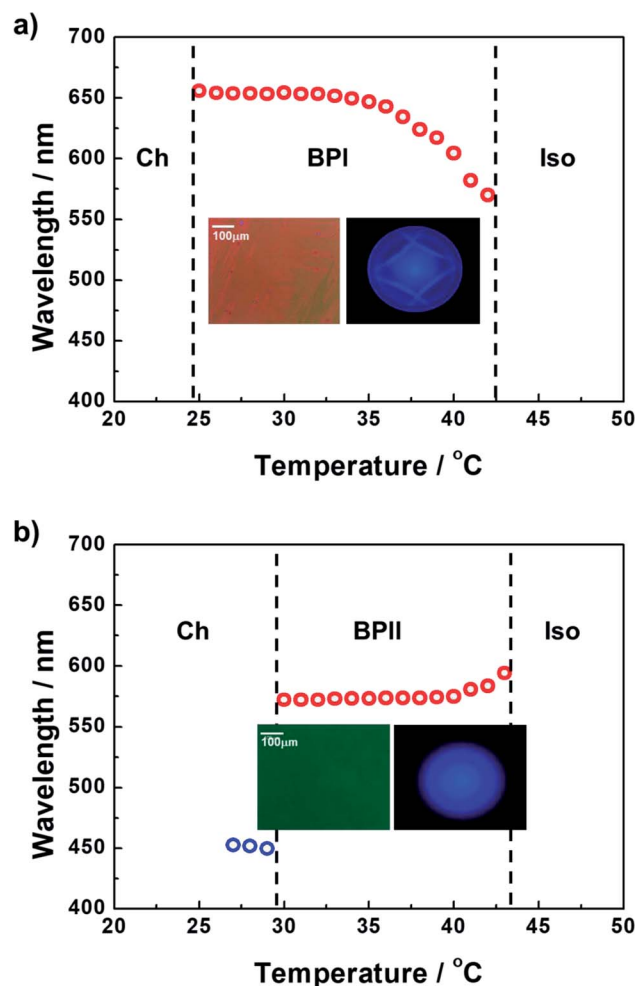 a)
700
650
600
550
500
450
400
Wavelength / nm
Ch
BPI
Iso
100μm
20 25 30 35 40 45 50
Temperature / °C
b)
700
650
600
550
500
450
400
Wavelength / nm
Ch
BPII
Iso
100μm
20 25 30 35 40 45 50
Temperature / °C